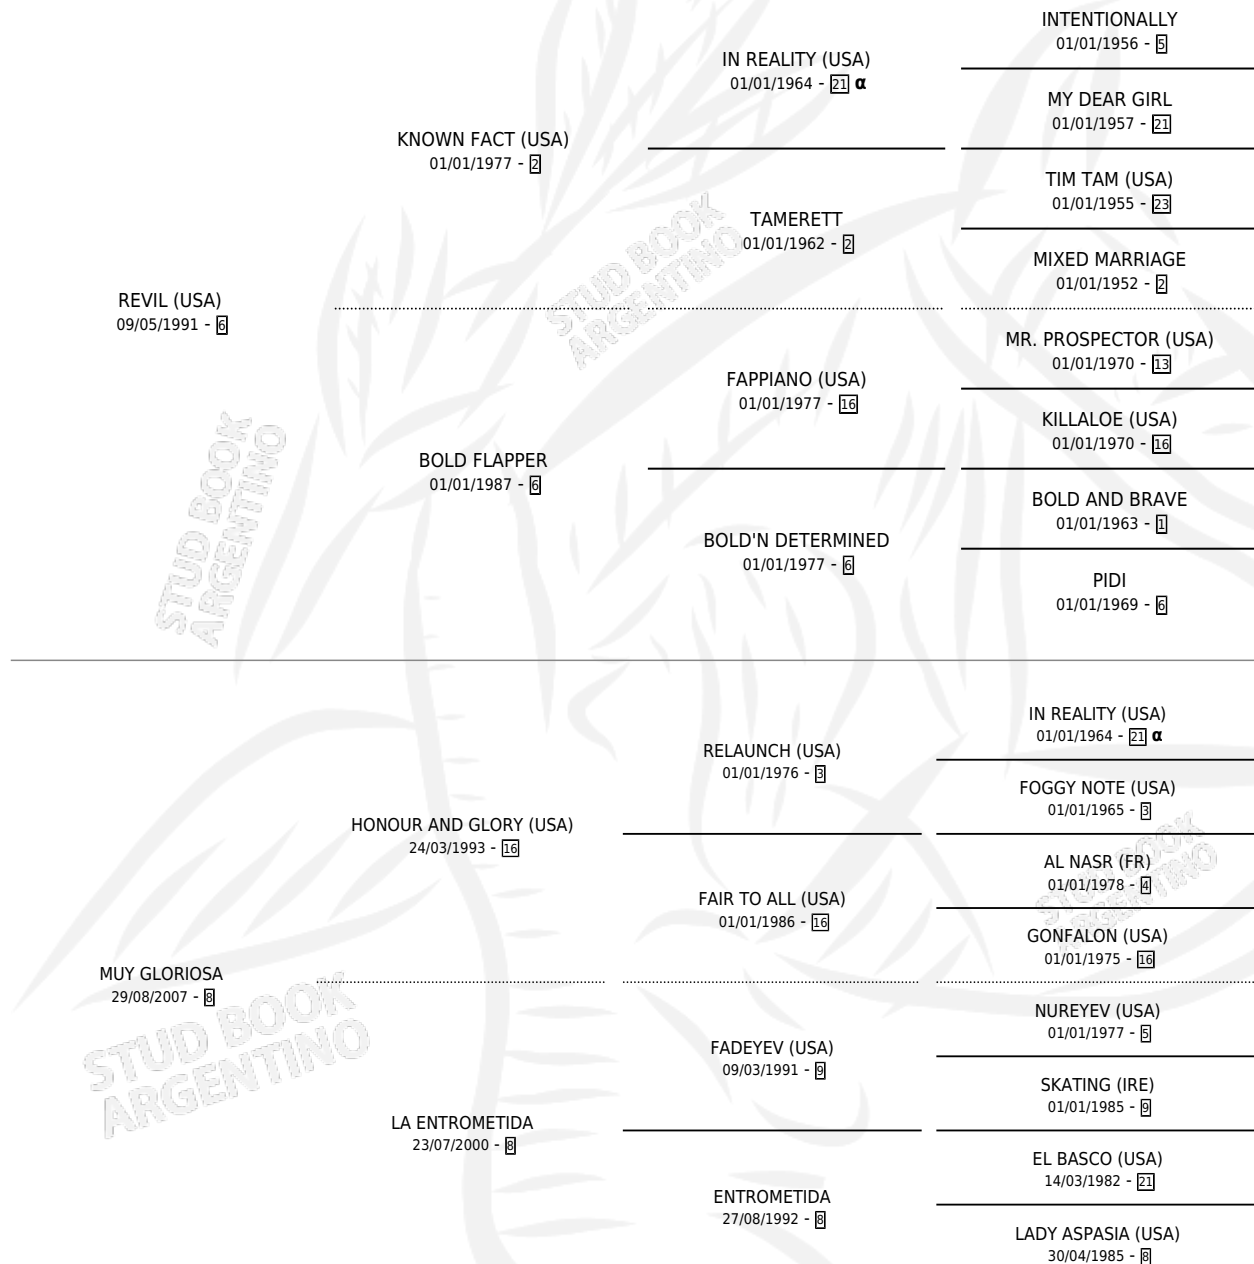 INTENTIONALLY
01/01/1956 - 5
IN REALITY (USA)
01/01/1964 - 21 α
MY DEAR GIRL
01/01/1957 - 21
KNOWN FACT (USA)
01/01/1977 - 2
TIM TAM (USA)
01/01/1955 - 23
TAMERETT
01/01/1962 - 2
MIXED MARRIAGE
01/01/1952 - 2
REVIL (USA)
09/05/1991 - 6
MR. PROSPECTOR (USA)
01/01/1970 - 13
FAPPIANO (USA)
01/01/1977 - 16
KILLALOE (USA)
01/01/1970 - 16
BOLD FLAPPER
01/01/1987 - 6
BOLD AND BRAVE
01/01/1963 - 1
BOLD'N DETERMINED
01/01/1977 - 6
PIDI
01/01/1969 - 6
IN REALITY (USA)
01/01/1964 - 21 α
RELAUNCH (USA)
01/01/1976 - 3
FOGGY NOTE (USA)
01/01/1965 - 3
HONOUR AND GLORY (USA)
24/03/1993 - 16
AL NASR (FR)
01/01/1978 - 4
FAIR TO ALL (USA)
01/01/1986 - 16
GONFALON (USA)
01/01/1975 - 16
MUY GLORIOSA
29/08/2007 - 8
NUREYEV (USA)
01/01/1977 - 5
FADEYEV (USA)
09/03/1991 - 9
SKATING (IRE)
01/01/1985 - 9
LA ENTROMETIDA
23/07/2000 - 8
EL BASCO (USA)
14/03/1982 - 21
ENTROMETIDA
27/08/1992 - 8
LADY ASPASIA (USA)
30/04/1985 - 8
STUD BOOK
ARGENTINO
STUD BOOK
ARGENTINO
STUD BOOK
ARGENTINO
STUD BOOK
ARGENTINO